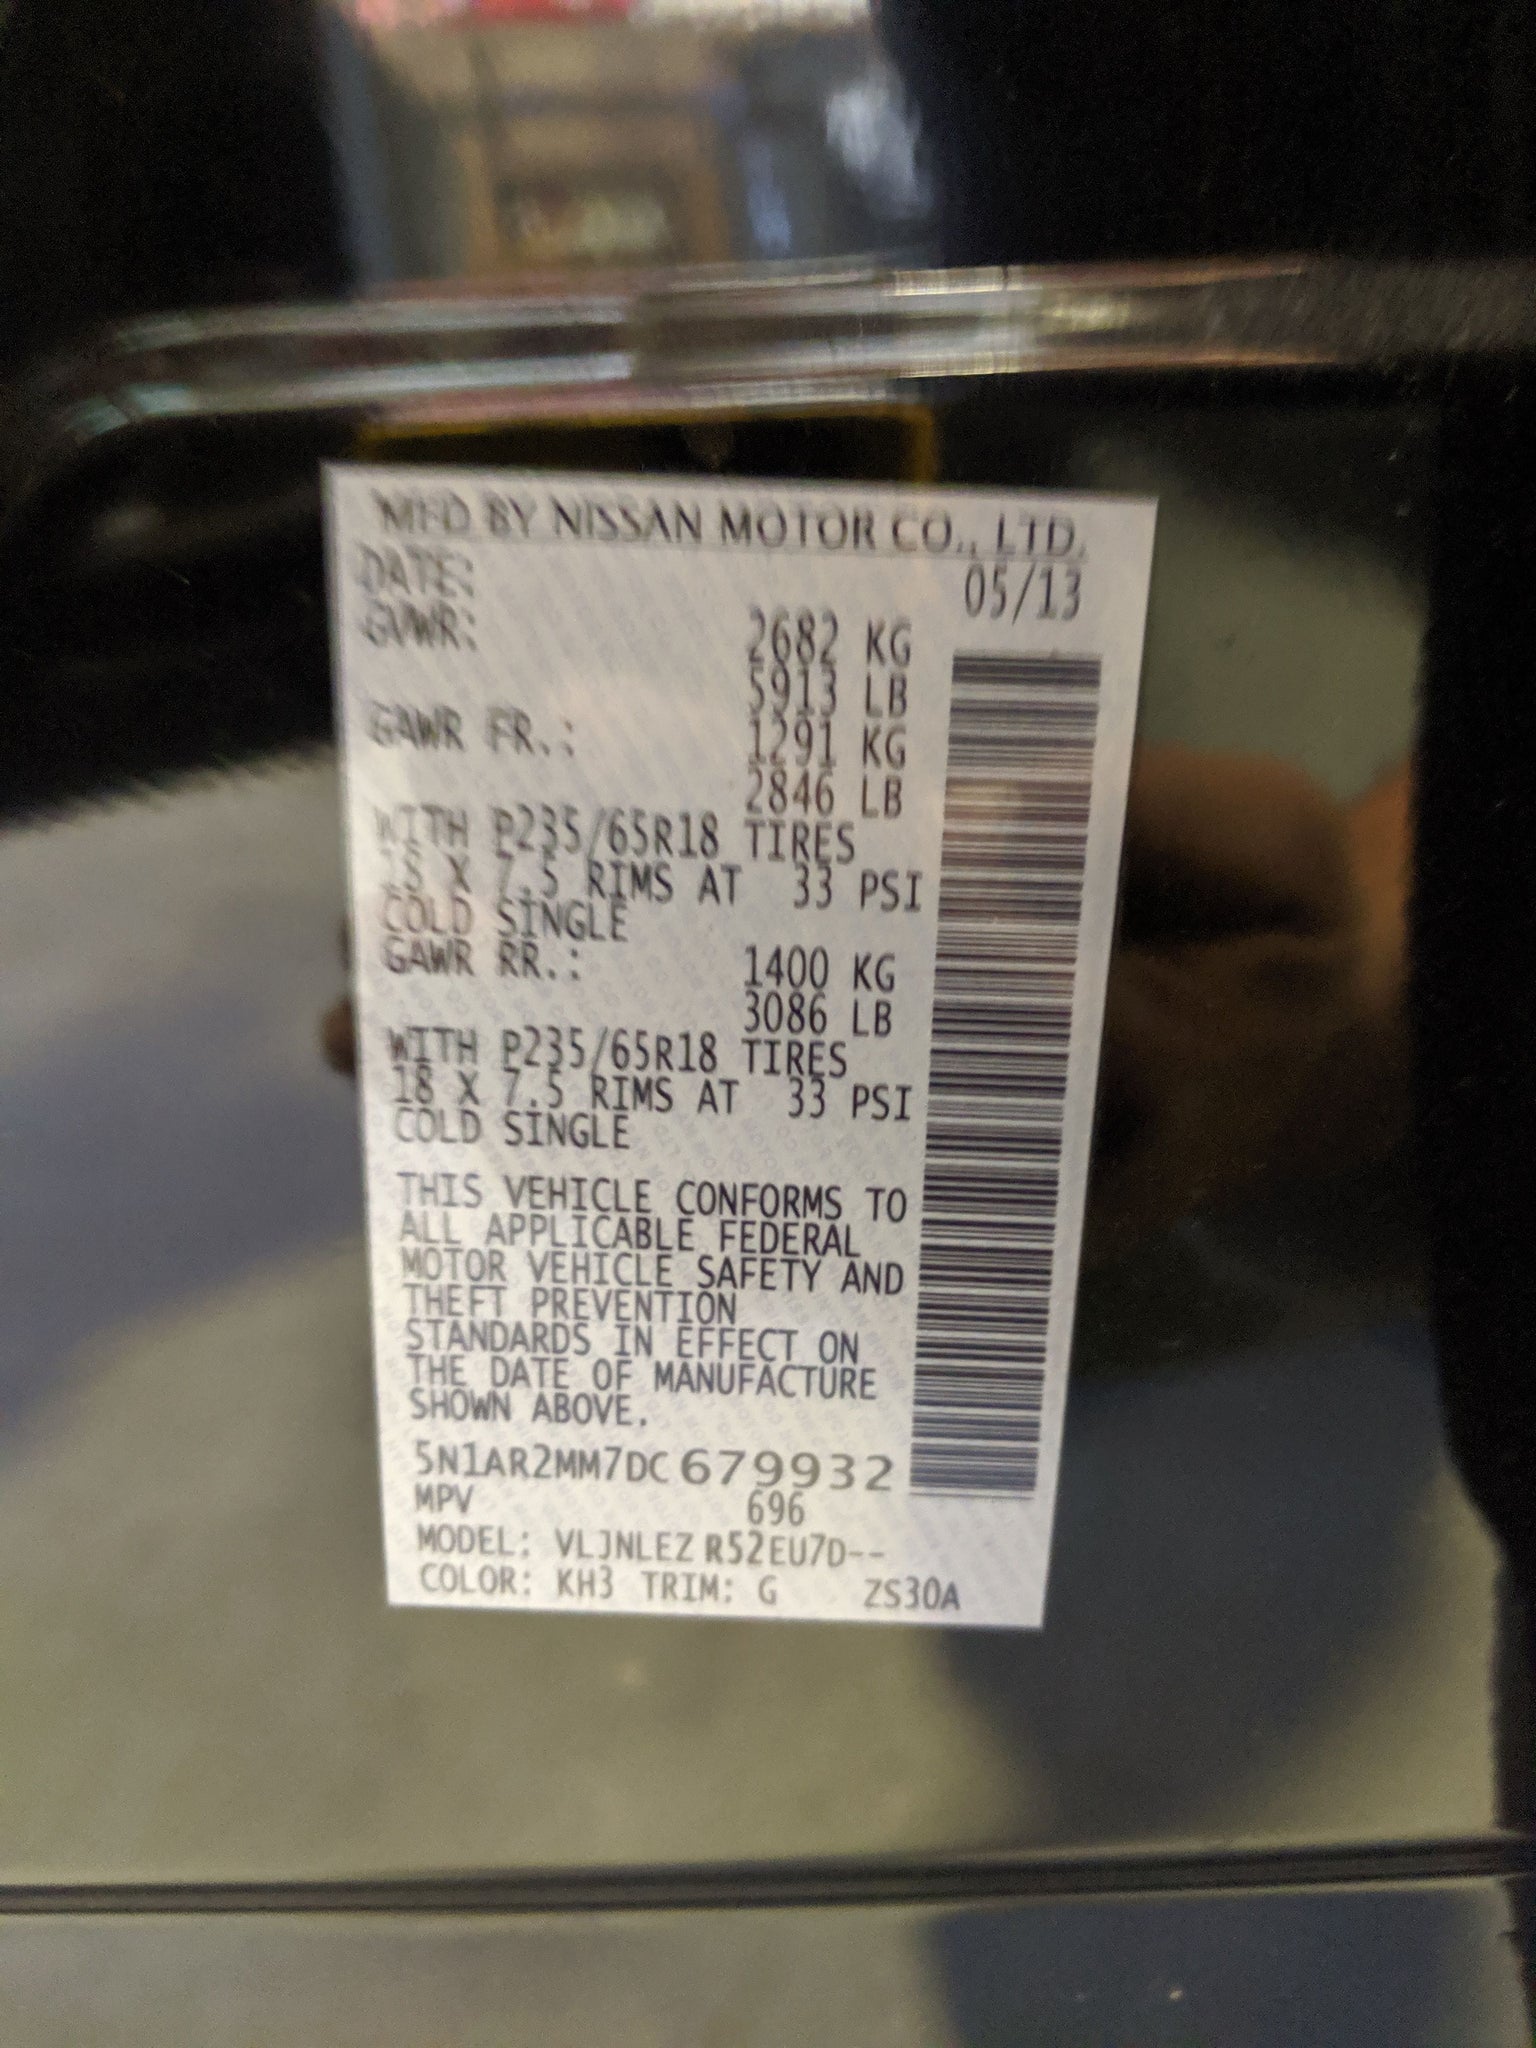 MFD BY NISSAN MOTOR CO., LTD.
DATE: 05/13
GVWR: 2682 KG
5913 LB
GAWR FR.: 1291 KG
2846 LB
WITH P235/65R18 TIRES
18 X 7.5 RIMS AT 33 PSI
COLD SINGLE
GAWR RR.: 1400 KG
3086 LB
WITH P235/65R18 TIRES
18 X 7.5 RIMS AT 33 PSI
COLD SINGLE
THIS VEHICLE CONFORMS TO
ALL APPLICABLE FEDERAL
MOTOR VEHICLE SAFETY AND
THEFT PREVENTION
STANDARDS IN EFFECT ON
THE DATE OF MANUFACTURE
SHOWN ABOVE.
5N1AR2MM7DC679932
MPV 696
MODEL: VLJNLEZ R52EU7D--
COLOR: KH3 TRIM: G ZS30A